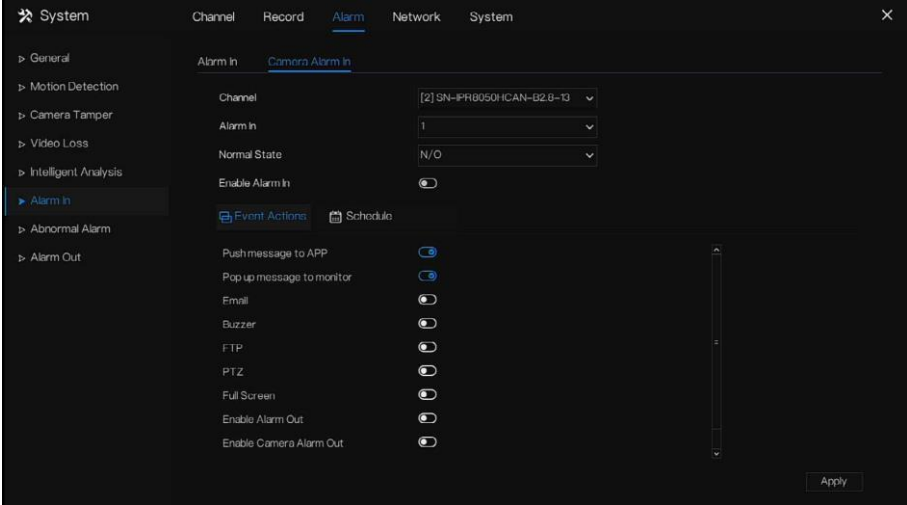 System Channel Record Alarm Network System
General
Motion Detection
Camera Tamper
Video Loss
Intelligent Analysis
Alarm In
Abnormal Alarm
Alarm Out
Alarm In Camera Alarm In
Channel [2] SN-IPR8050HCAN-B2.8-13
Alarm In 1
Normal State N/O
Enable Alarm In
Event Actions Schedule
Push message to APP
Pop up message to monitor
Email
Buzzer
FTP
PTZ
Full Screen
Enable Alarm Out
Enable Camera Alarm Out
Apply